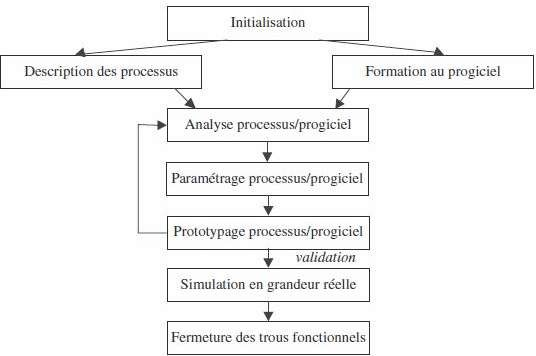 Initialisation
Description des processus
Formation au progiciel
Analyse processus/progiciel
Paramétrage processus/progiciel
Prototypage processus/progiciel
validation
Simulation en grandeur réelle
Fermeture des trous fonctionnels